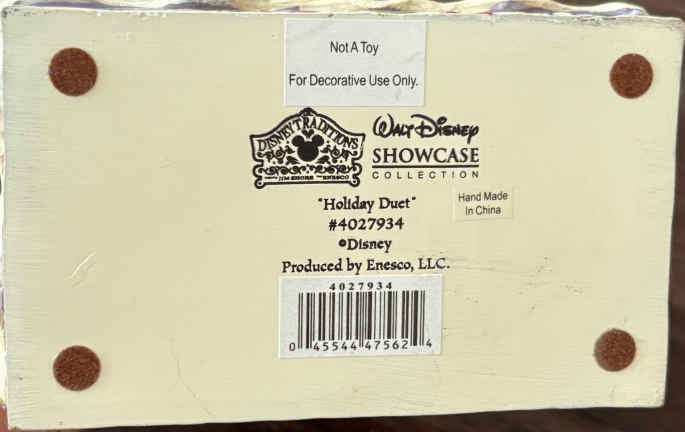 Not A Toy
For Decorative Use Only.
DISNEY TRADITIONS
JIM SHORE ENESCO
WALT DISNEY
SHOWCASE
COLLECTION
Hand Made
In China
"Holiday Duet"
#4027934
©Disney
Produced by Enesco, LLC.
4027934
0 45544 47562 4